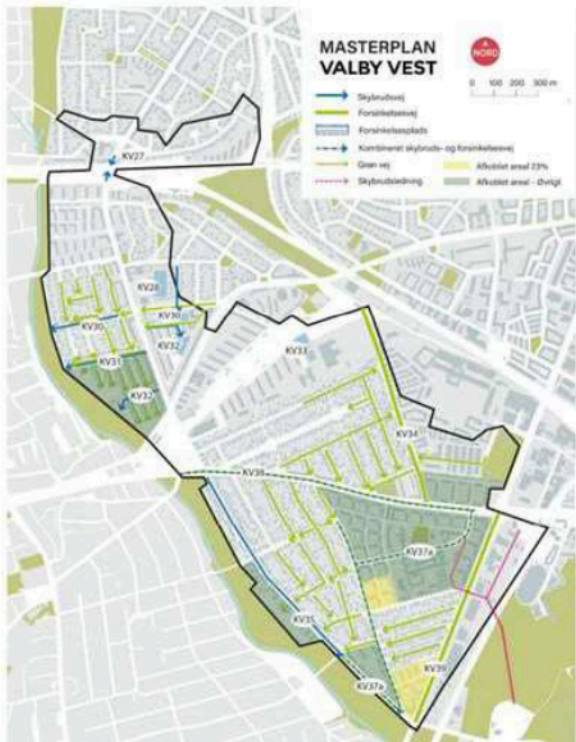 MASTERPLAN
VALBY VEST
NORD
0 100 200 300 m
Skybrudsvej
Forsinkelsesvej
Forsinkelsesplads
Kombineret skybruds- og forsinkelsesvej
Grøn vej
Afkoblet areal 23%
Skybrudsledning
Afkoblet areal - Øvrigt
KV27
KV28
KV30
KV30
KV32
KV31
KV33
KV32
KV34
KV38
KV37a
KV35
KV39
KV37a